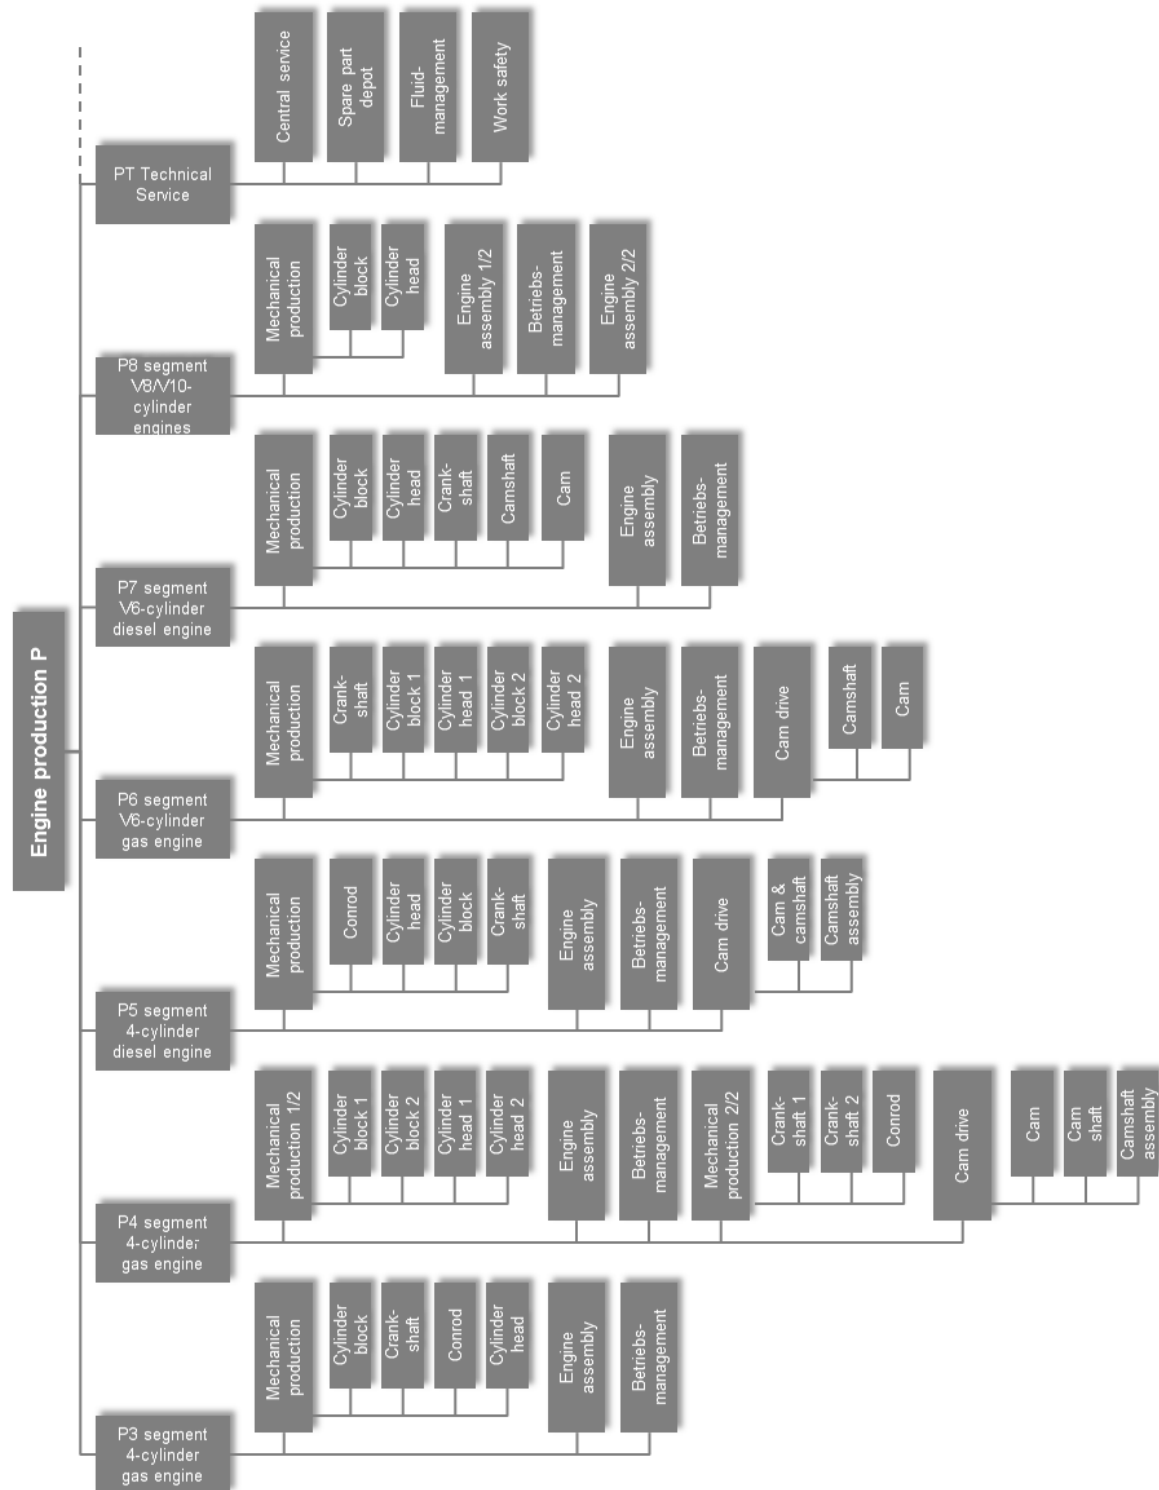 Engine production P
P3 segment
4-cylinder
gas engine
Mechanical
production
Cylinder
block
Crank-
shaft
Conrod
Cylinder
head
Engine
assembly
Betriebs-
management
P4 segment
4-cylinder
gas engine
Mechanical
production 1/2
Cylinder
block 1
Cylinder
block 2
Cylinder
head 1
Cylinder
head 2
Engine
assembly
Betriebs-
management
Mechanical
production 2/2
Crank-
shaft 1
Crank-
shaft 2
Conrod
Cam drive
Cam
Cam
shaft
Camshaft
assembly
P5 segment
4-cylinder
diesel engine
Mechanical
production
Conrod
Cylinder
head
Cylinder
block
Crank-
shaft
Engine
assembly
Betriebs-
management
Cam drive
Cam &
camshaft
Camshaft
assembly
P6 segment
V6-cylinder
gas engine
Mechanical
production
Crank-
shaft
Cylinder
block 1
Cylinder
head 1
Cylinder
block 2
Cylinder
head 2
Engine
assembly
Betriebs-
management
Cam drive
Camshaft
Cam
P7 segment
V6-cylinder
diesel engine
Mechanical
production
Cylinder
block
Cylinder
head
Crank-
shaft
Camshaft
Cam
Engine
assembly
Betriebs-
management
P8 segment
V8/V10-
cylinder
engines
Mechanical
production
Cylinder
block
Cylinder
head
Engine
assembly 1/2
Betriebs-
management
Engine
assembly 2/2
PT Technical
Service
Central service
Spare part
depot
Fluid-
management
Work safety